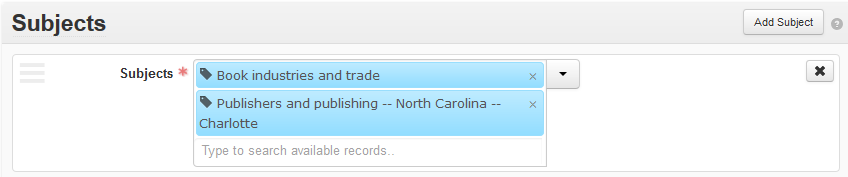 Subjects
Add Subject
Subjects *
Book industries and trade ×
Publishers and publishing -- North Carolina -- ×
Charlotte
Type to search available records..